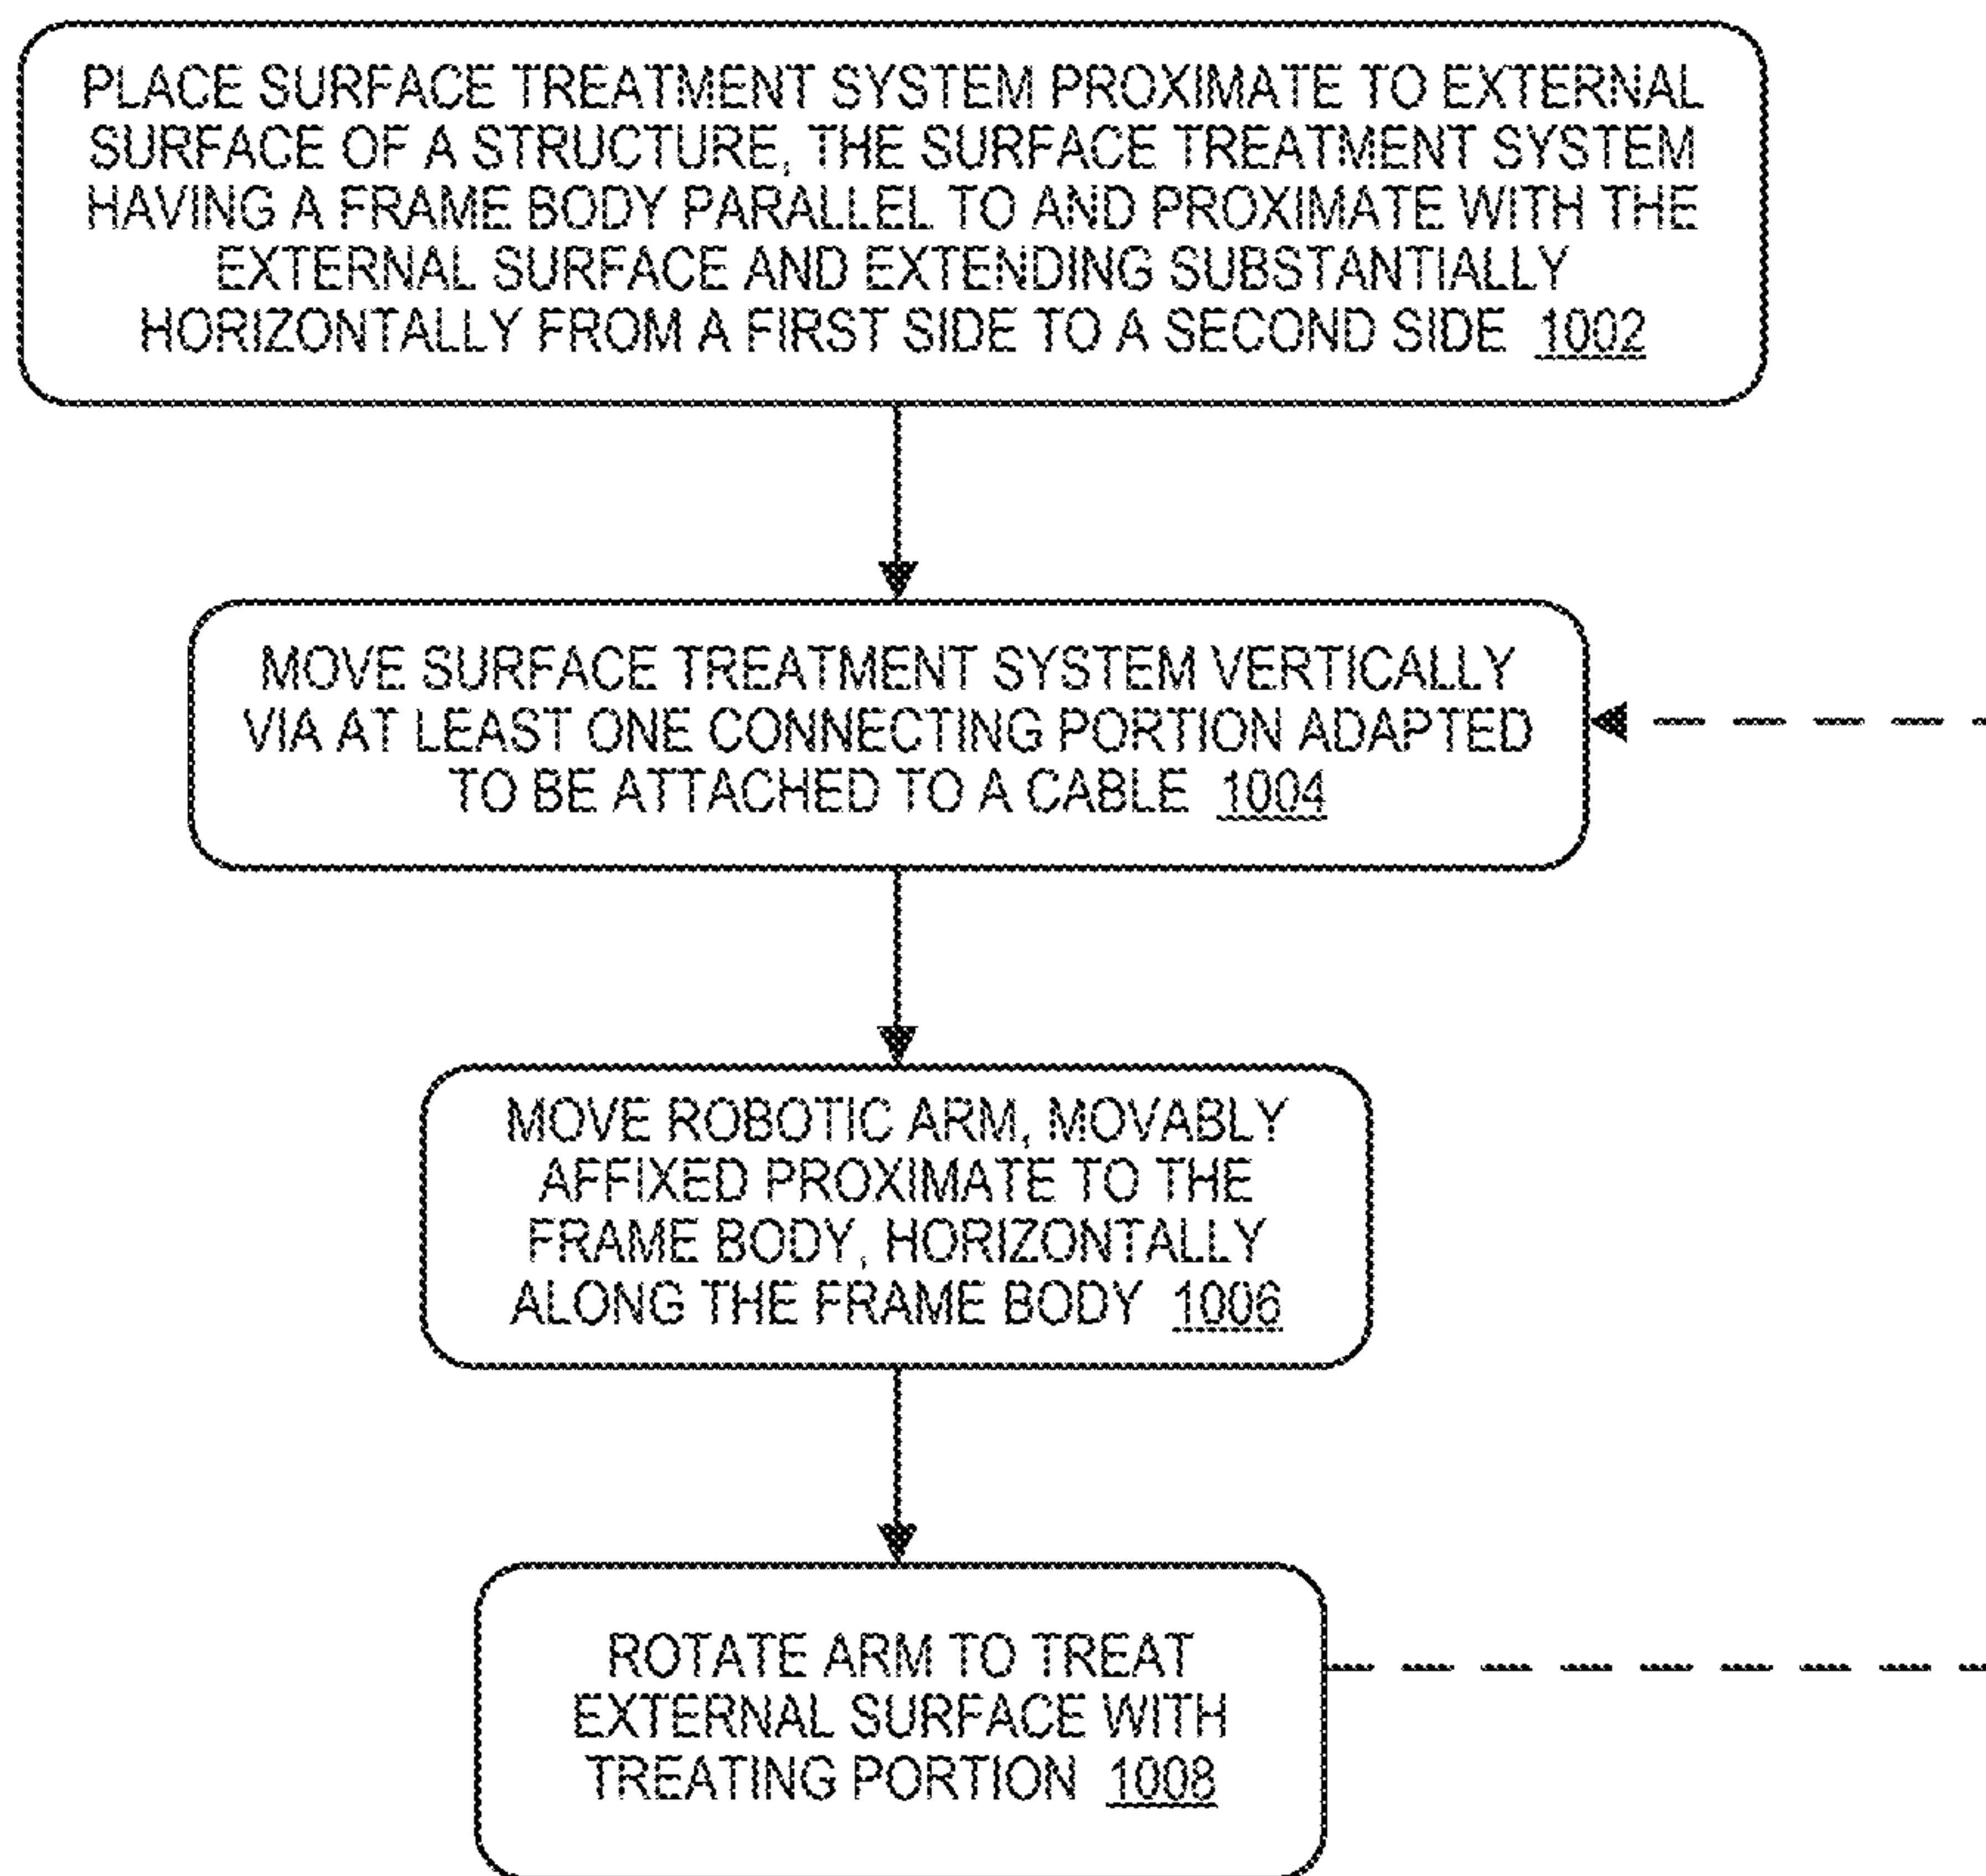 PLACE SURFACE TREATMENT SYSTEM PROXIMATE TO EXTERNAL
SURFACE OF A STRUCTURE, THE SURFACE TREATMENT SYSTEM
HAVING A FRAME BODY PARALLEL TO AND PROXIMATE WITH THE
EXTERNAL SURFACE AND EXTENDING SUBSTANTIALLY
HORIZONTALLY FROM A FIRST SIDE TO A SECOND SIDE 1002
MOVE SURFACE TREATMENT SYSTEM VERTICALLY
VIA AT LEAST ONE CONNECTING PORTION ADAPTED
TO BE ATTACHED TO A CABLE 1004
MOVE ROBOTIC ARM, MOVABLY
AFFIXED PROXIMATE TO THE
FRAME BODY, HORIZONTALLY
ALONG THE FRAME BODY 1006
ROTATE ARM TO TREAT
EXTERNAL SURFACE WITH
TREATING PORTION 1008